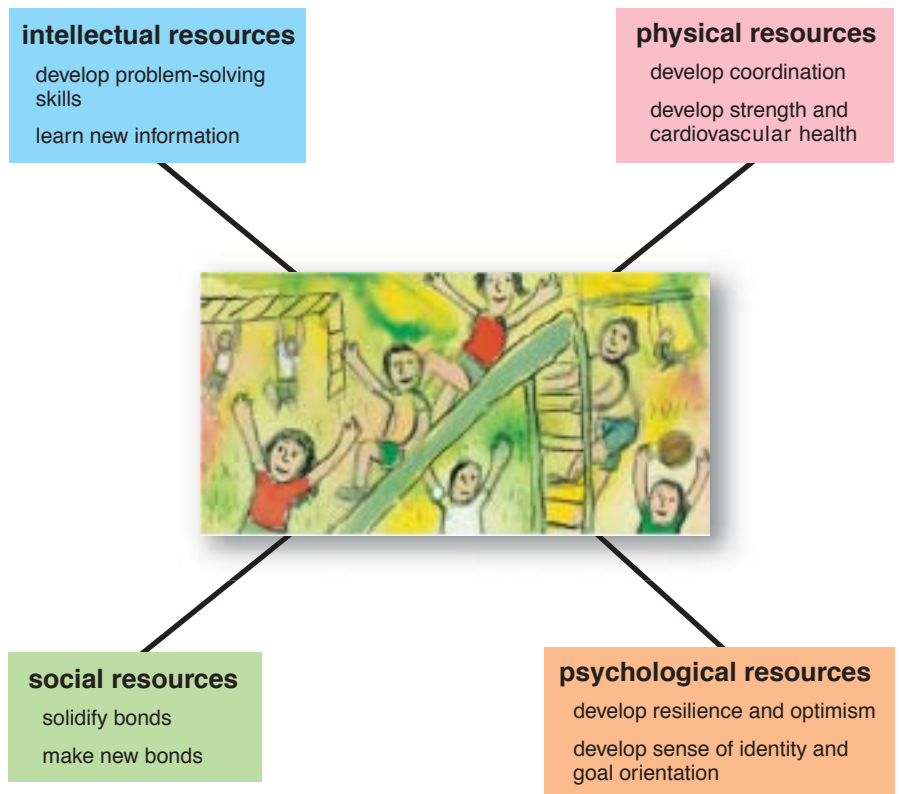 intellectual resources
develop problem-solving
skills
learn new information
physical resources
develop coordination
develop strength and
cardiovascular health
social resources
solidify bonds
make new bonds
psychological resources
develop resilience and optimism
develop sense of identity and
goal orientation